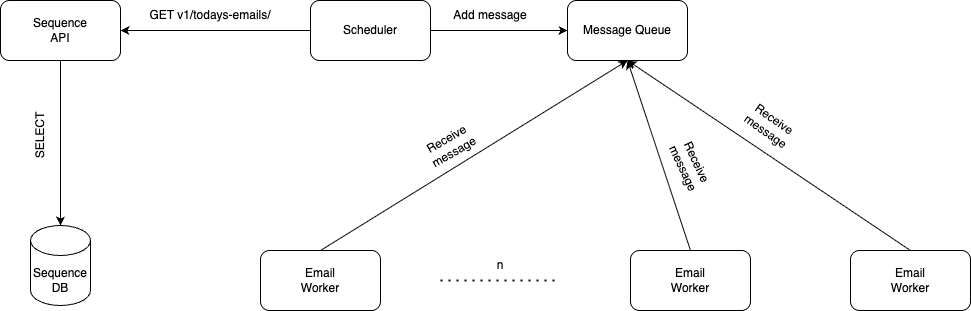 Sequence
API
GET v1/todays-emails/
Scheduler
Add message
Message Queue
SELECT
Receive
message
Receive
message
Receive
message
Sequence
DB
Email
Worker
n
Email
Worker
Email
Worker